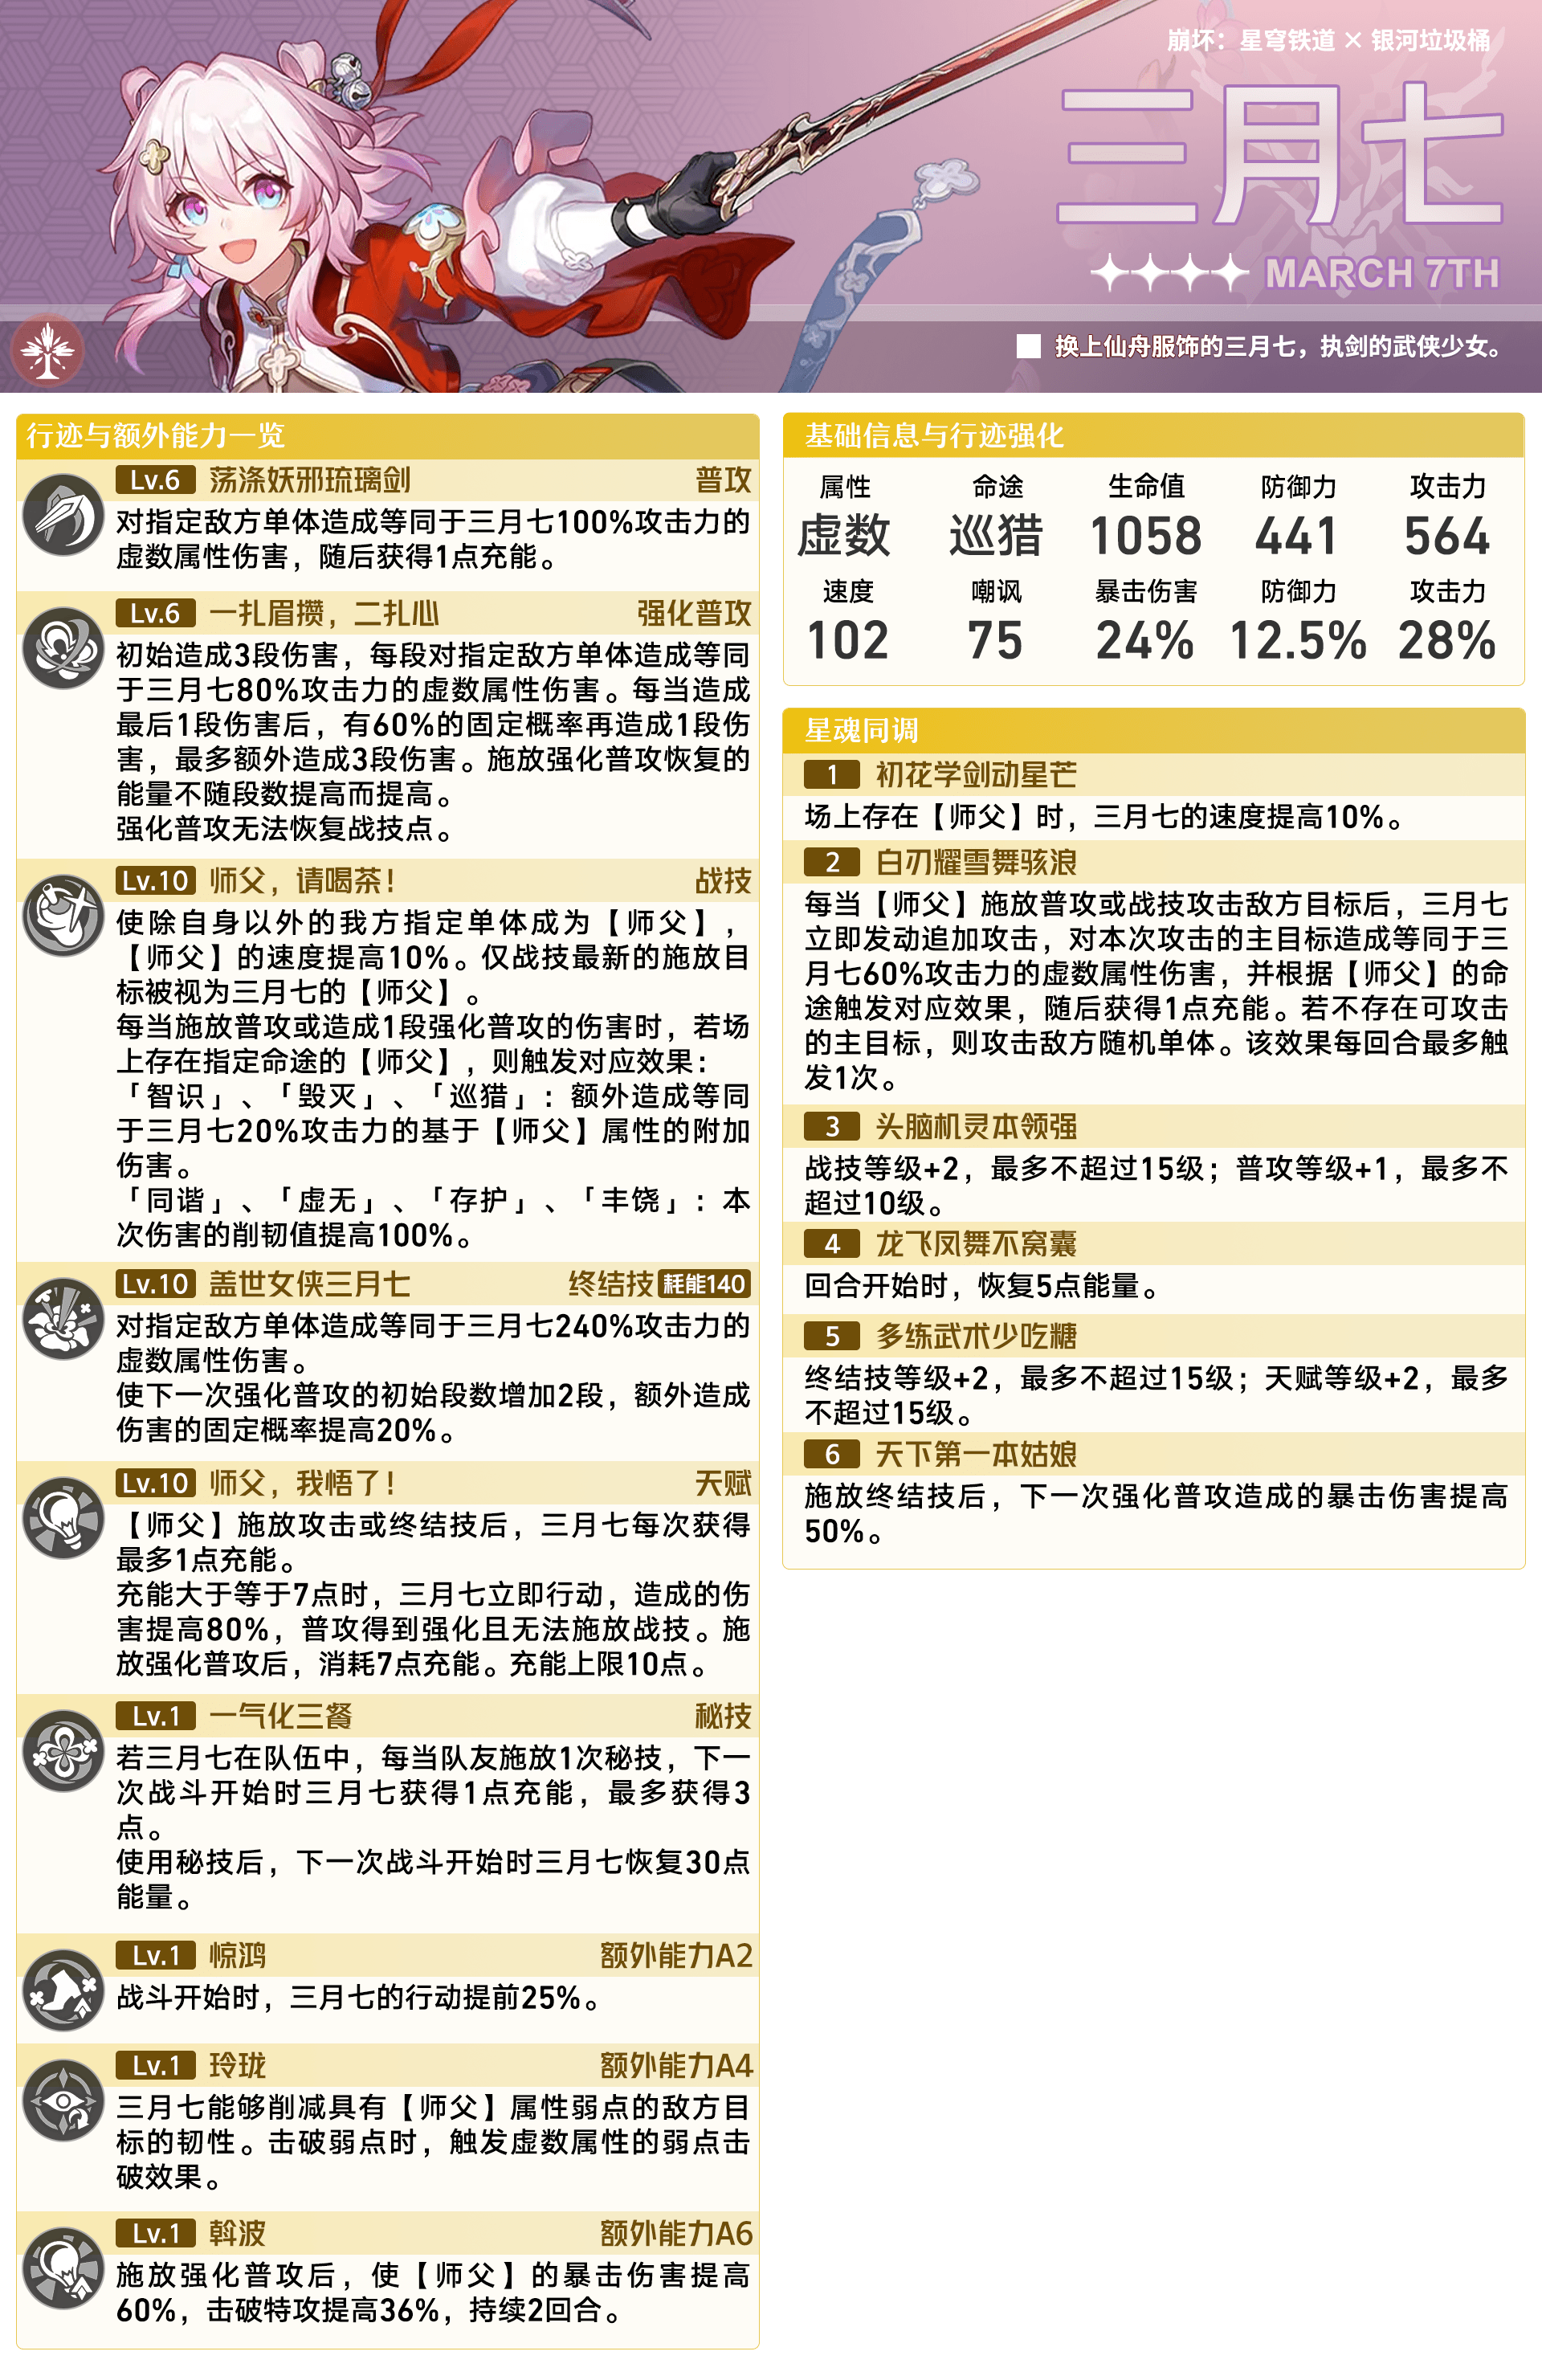 崩坏：星穹铁道 × 银河垃圾桶
三月七
MARCH 7TH
换上仙舟服饰的三月七，执剑的武侠少女。
行迹与额外能力一览
Lv.6 荡涤妖邪琉璃剑 普攻
对指定敌方单体造成等同于三月七100%攻击力的
虚数属性伤害，随后获得1点充能。
Lv.6 一扎眉攒，二扎心 强化普攻
初始造成3段伤害，每段对指定敌方单体造成等同
于三月七80%攻击力的虚数属性伤害。每当造成
最后1段伤害后，有60%的固定概率再造成1段伤
害，最多额外造成3段伤害。施放强化普攻恢复的
能量不随段数提高而提高。
强化普攻无法恢复战技点。
Lv.10 师父，请喝茶！ 战技
使除自身以外的我方指定单体成为【师父】，
【师父】的速度提高10%。仅战技最新的施放目
标被视为三月七的【师父】。
每当施放普攻或造成1段强化普攻的伤害时，若场
上存在指定命途的【师父】，则触发对应效果：
「智识」、「毁灭」、「巡猎」：额外造成等同
于三月七20%攻击力的基于【师父】属性的附加
伤害。
「同谐」、「虚无」、「存护」、「丰饶」：本
次伤害的削韧值提高100%。
Lv.10 盖世女侠三月七 终结技 耗能140
对指定敌方单体造成等同于三月七240%攻击力的
虚数属性伤害。
使下一次强化普攻的初始段数增加2段，额外造成
伤害的固定概率提高20%。
Lv.10 师父，我悟了！ 天赋
【师父】施放攻击或终结技后，三月七每次获得
最多1点充能。
充能大于等于7点时，三月七立即行动，造成的伤
害提高80%，普攻得到强化且无法施放战技。施
放强化普攻后，消耗7点充能。充能上限10点。
Lv.1 一气化三餐 秘技
若三月七在队伍中，每当队友施放1次秘技，下一
次战斗开始时三月七获得1点充能，最多获得3
点。
使用秘技后，下一次战斗开始时三月七恢复30点
能量。
Lv.1 惊鸿 额外能力A2
战斗开始时，三月七的行动提前25%。
Lv.1 玲珑 额外能力A4
三月七能够削减具有【师父】属性弱点的敌方目
标的韧性。击破弱点时，触发虚数属性的弱点击
破效果。
Lv.1 斡波 额外能力A6
施放强化普攻后，使【师父】的暴击伤害提高
60%，击破特攻提高36%，持续2回合。
基础信息与行迹强化
属性 命途 生命值 防御力 攻击力
虚数 巡猎 1058 441 564
速度 嘲讽 暴击伤害 防御力 攻击力
102 75 24% 12.5% 28%
星魂同调
1 初花学剑动星芒
场上存在【师父】时，三月七的速度提高10%。
2 白刃耀雪舞骇浪
每当【师父】施放普攻或战技攻击敌方目标后，三月七
立即发动追加攻击，对本次攻击的主目标造成等同于三
月七60%攻击力的虚数属性伤害，并根据【师父】的命
途触发对应效果，随后获得1点充能。若不存在可攻击
的主目标，则攻击敌方随机单体。该效果每回合最多触
发1次。
3 头脑机灵本领强
战技等级+2，最多不超过15级；普攻等级+1，最多不
超过10级。
4 龙飞凤舞不窝囊
回合开始时，恢复5点能量。
5 多练武术少吃糖
终结技等级+2，最多不超过15级；天赋等级+2，最多
不超过15级。
6 天下第一本姑娘
施放终结技后，下一次强化普攻造成的暴击伤害提高
50%。